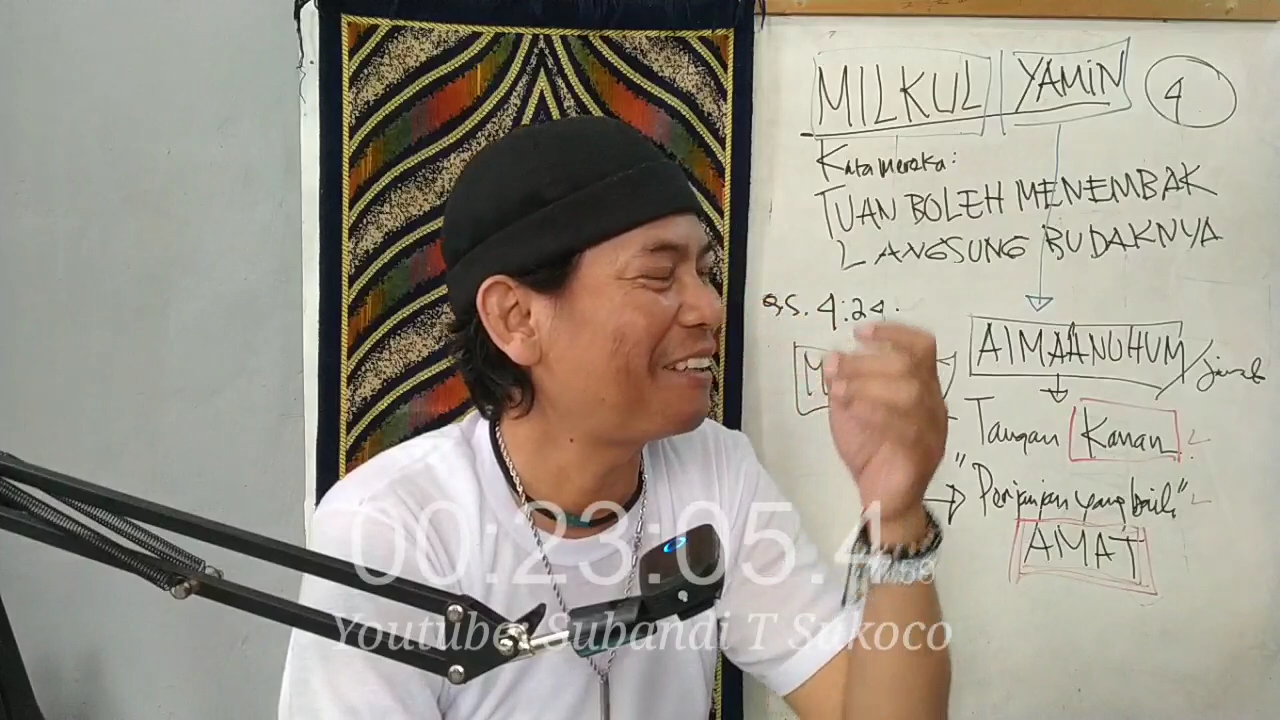 MILKUL YAMIN 4
Kata mereka:
TUAN BOLEH MENEMBAK
LANGSUNG BUDAKNYA
QS. 4:24:
AIMAANUHUM
Tangan Kanan
"Perjanjian yang baik"
AMAT
00:23:05.4
Youtube: Subandi T Sukoco